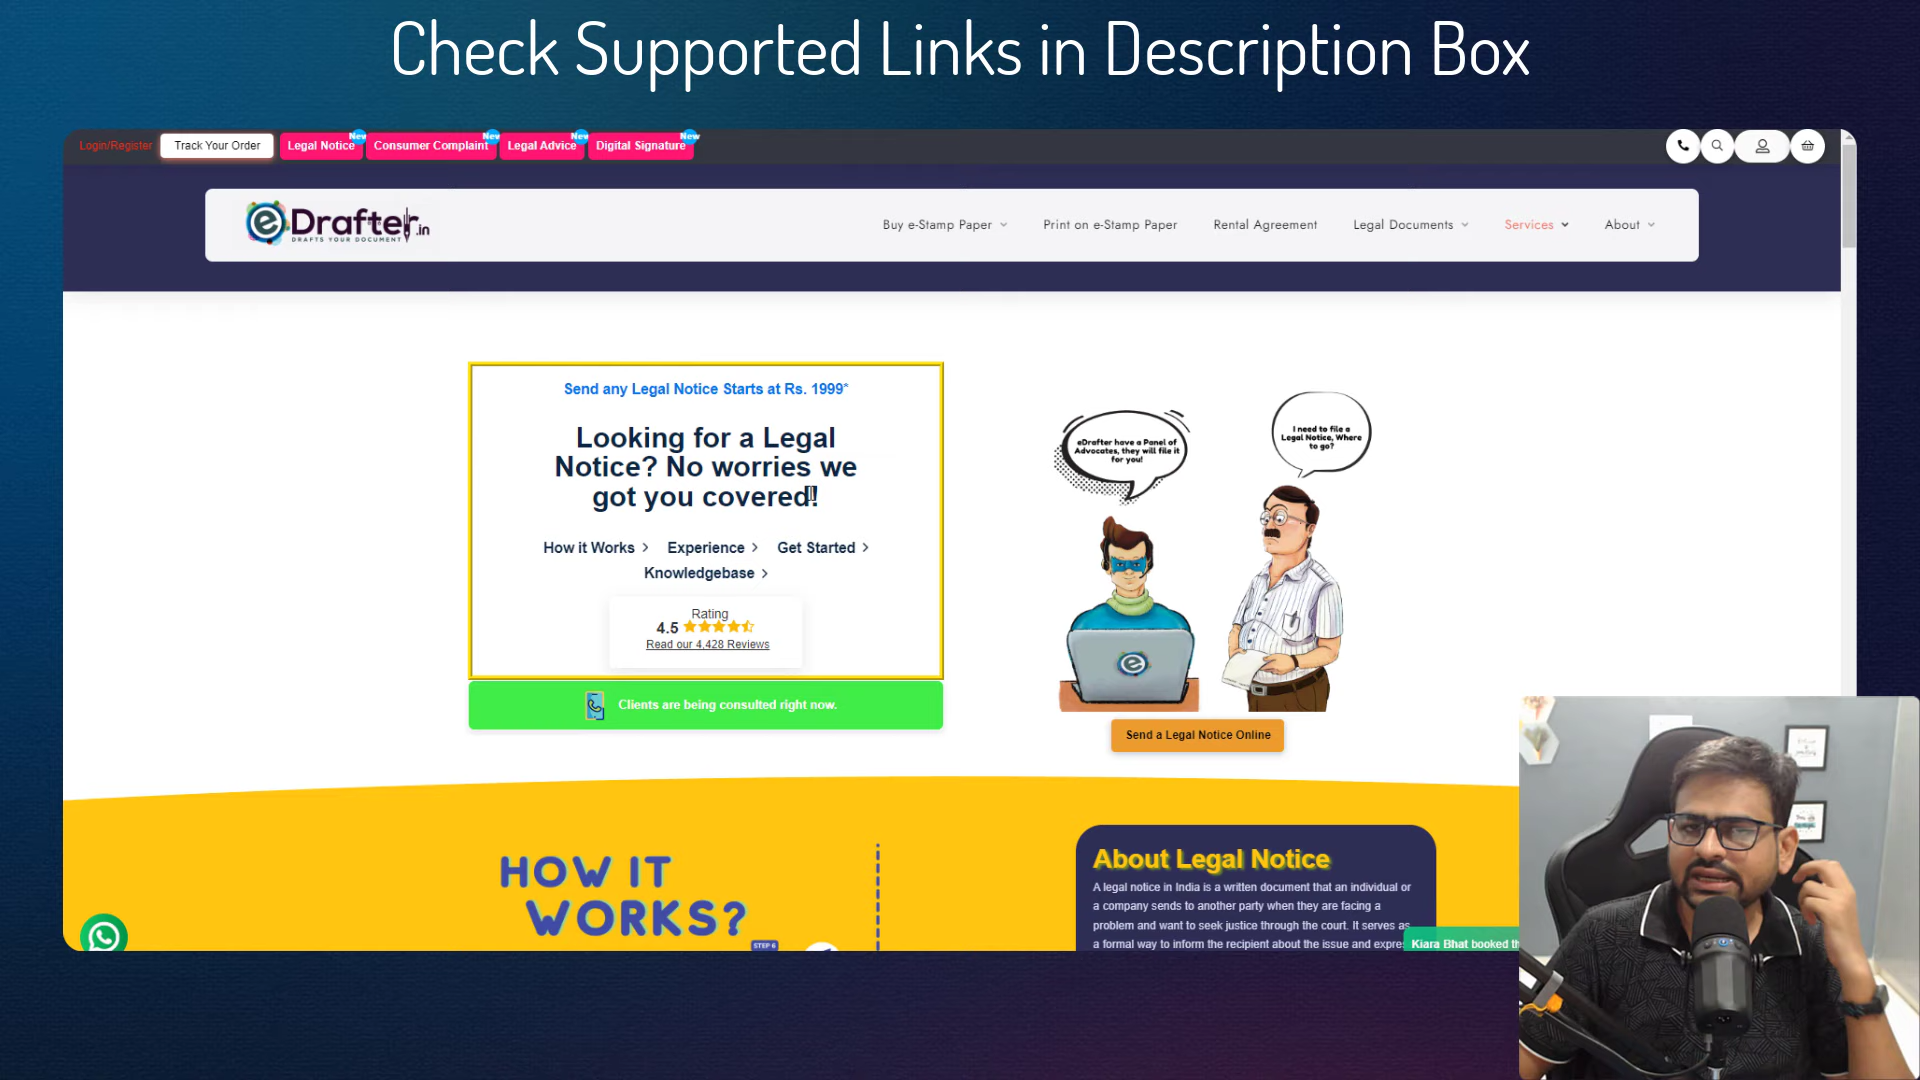 Check Supported Links in Description Box
Login/Register
Track Your Order
Legal Notice
New
Consumer Complaint
New
Legal Advice
New
Digital Signature
New
eDrafter.in
DRAFTS YOUR DOCUMENT
Buy e-Stamp Paper
Print on e-Stamp Paper
Rental Agreement
Legal Documents
Services
About
Send any Legal Notice Starts at Rs. 1999*
Looking for a Legal
Notice? No worries we
got you covered!
How it Works
Experience
Get Started
Knowledgebase
Rating
4.5
Read our 4,428 Reviews
Clients are being consulted right now.
eDrafter have a Panel of
Advocates, they will file it
for you!
I need to file a
Legal Notice, Where
to go?
e
Send a Legal Notice Online
HOW IT
WORKS?
STEP 6
About Legal Notice
A legal notice in India is a written document that an individual or
a company sends to another party when they are facing a
problem and want to seek justice through the court. It serves as
a formal way to inform the recipient about the issue and expre
Kiara Bhat booked th